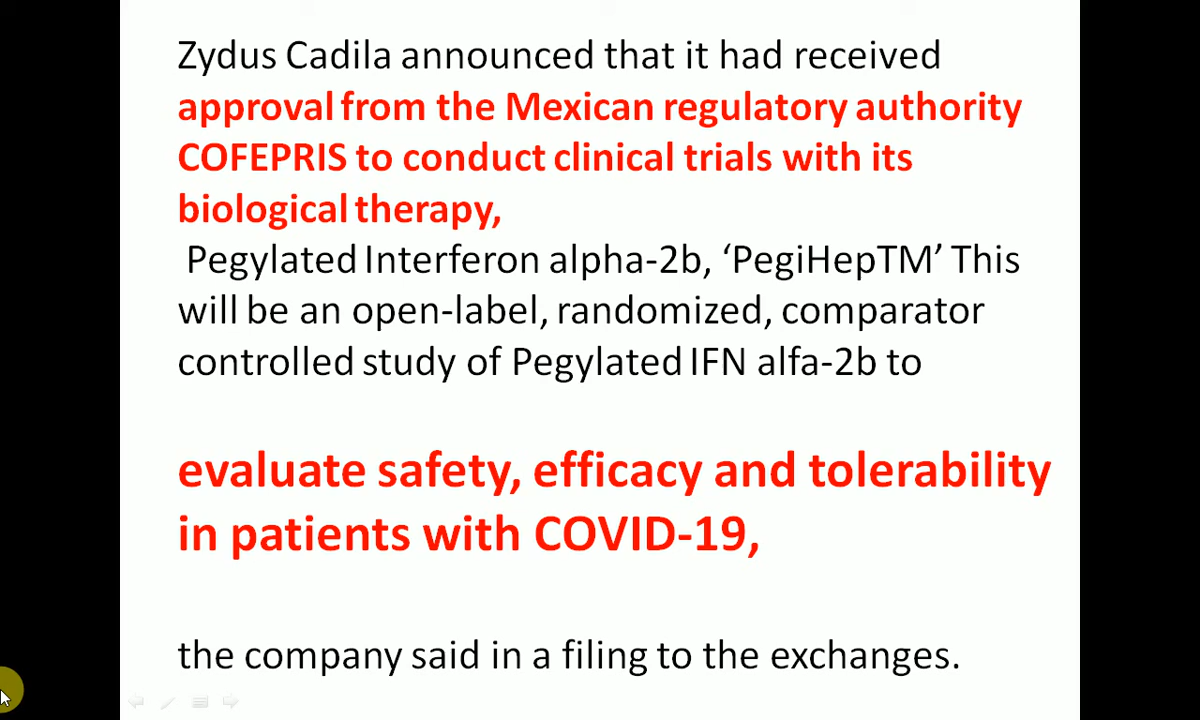 Zydus Cadila announced that it had received
approval from the Mexican regulatory authority
COFEPRIS to conduct clinical trials with its
biological therapy,
Pegylated Interferon alpha-2b, ‘PegiHepTM’ This
will be an open-label, randomized, comparator
controlled study of Pegylated IFN alfa-2b to
evaluate safety, efficacy and tolerability
in patients with COVID-19,
the company said in a filing to the exchanges.